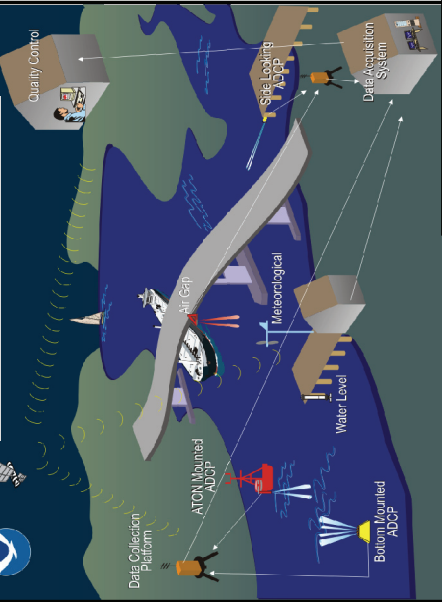 Data Collection
Platform
ATON Mounted
ADCP
Bottom Mounted
ADCP
Water Level
Meteorological
Air Gap
Side Looking
ADCP
Data Acquisition
System
Quality Control